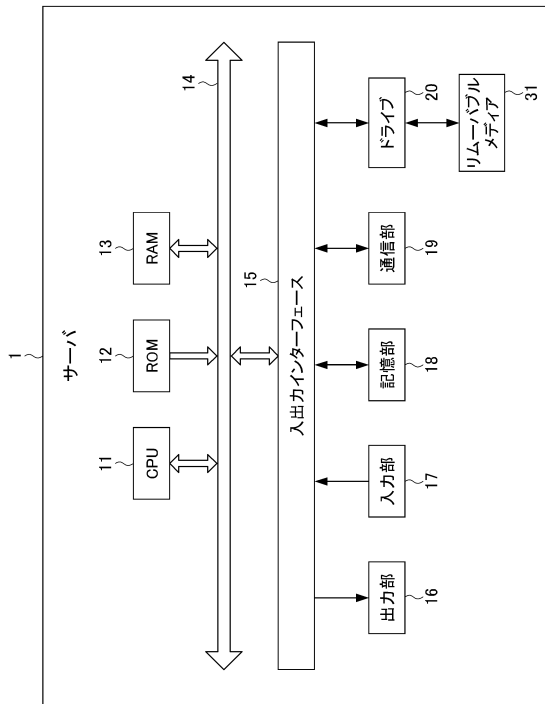 1
サーバ
11
CPU
12
ROM
13
RAM
14
15
入出力インターフェース
出力部
16
入力部
17
記憶部
18
通信部
19
ドライブ
20
リムーバブル
メディア
31